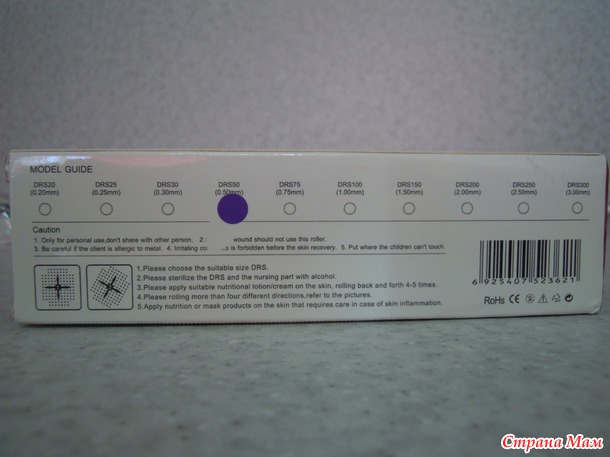 MODEL GUIDE
DRS20 DRS25 DRS30 DRS50 DRS75 DRS100 DRS150 DRS200 DRS250 DRS300
(0.20mm) (0.25mm) (0.30mm) (0.50mm) (0.75mm) (1.00mm) (1.50mm) (2.00mm) (2.50mm) (3.00mm)
Caution
1. Only for personal use,don't share with other person. 2. wound should not use this roller.
3. Be careful if the client is allergic to metal. 4. Irritating is forbidden before the skin recovery. 5. Put where the children can't touch.
1.Please choose the suitable size DRS.
2.Please sterilize the DRS and the nursing part with alcohol.
3.Please apply suitable nutritional lotion/cream on the skin, rolling back and forth 4-5 times.
4.Please rolling more than four different directions,refer to the pictures.
5.Apply nutrition or mask products on the skin that requires care in case of skin inflammation.
6 925407 523621
RoHs CE
Страна Мам